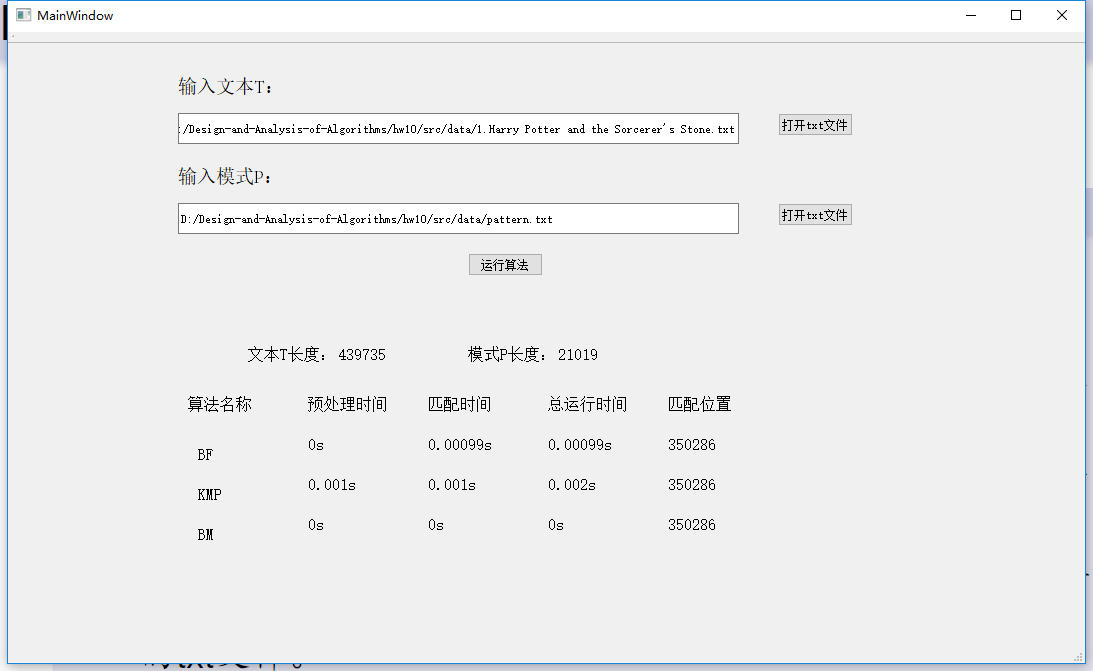 MainWindow
输入文本T:
:/Design-and-Analysis-of-Algorithms/hw10/src/data/1.Harry Potter and the Sorcerer's Stone.txt
打开txt文件
输入模式P:
D:/Design-and-Analysis-of-Algorithms/hw10/src/data/pattern.txt
打开txt文件
运行算法
文本T长度: 439735 模式P长度: 21019
算法名称 预处理时间 匹配时间 总运行时间 匹配位置
BF 0s 0.00099s 0.00099s 350286
KMP 0.001s 0.001s 0.002s 350286
BM 0s 0s 0s 350286